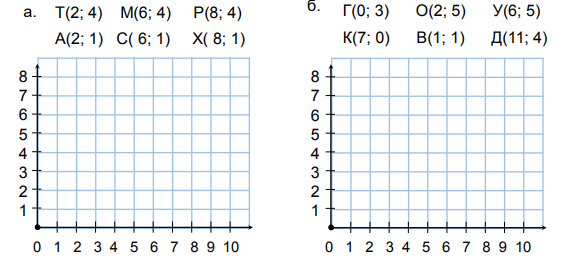 а. Т(2; 4) М(6; 4) Р(8; 4)
А(2; 1) С( 6; 1) Х( 8; 1)
8
7
6
5
4
3
2
1
0 1 2 3 4 5 6 7 8 9 10
б. Г(0; 3) О(2; 5) У(6; 5)
К(7; 0) В(1; 1) Д(11; 4)
8
7
6
5
4
3
2
1
0 1 2 3 4 5 6 7 8 9 10